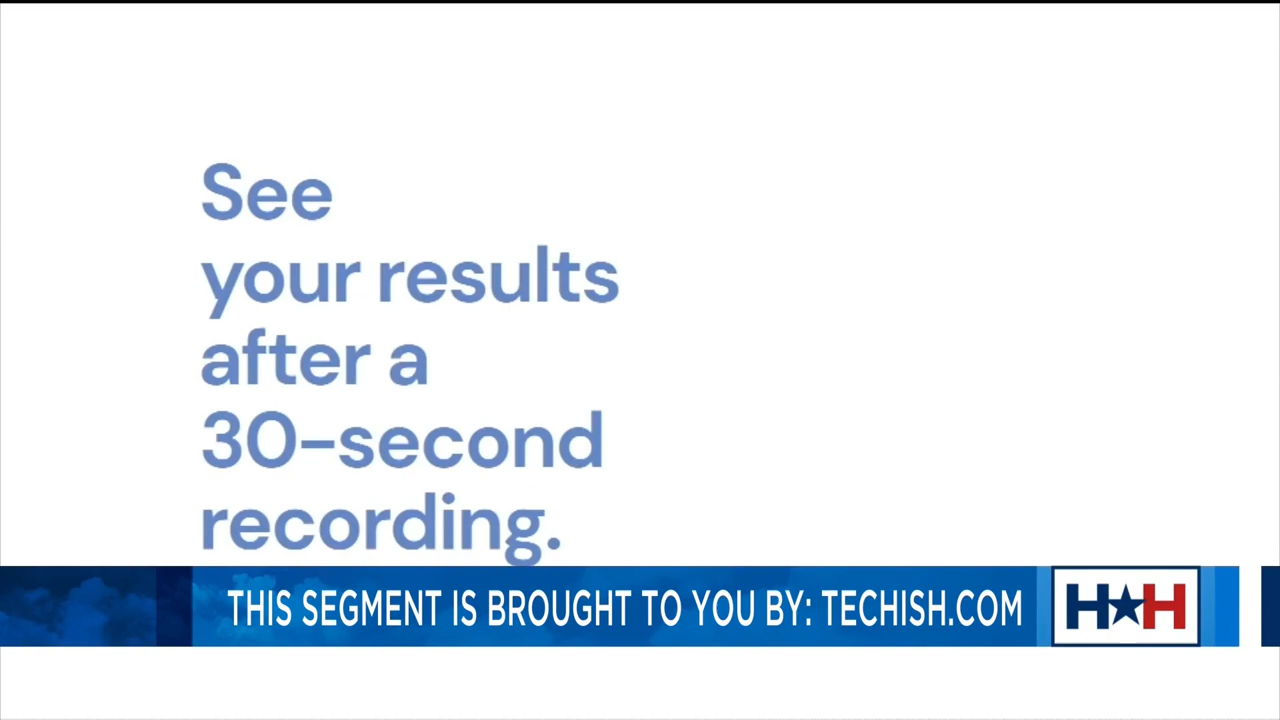 See
your results
after a
30-second
recording.
THIS SEGMENT IS BROUGHT TO YOU BY: TECHISH.COM
H★H